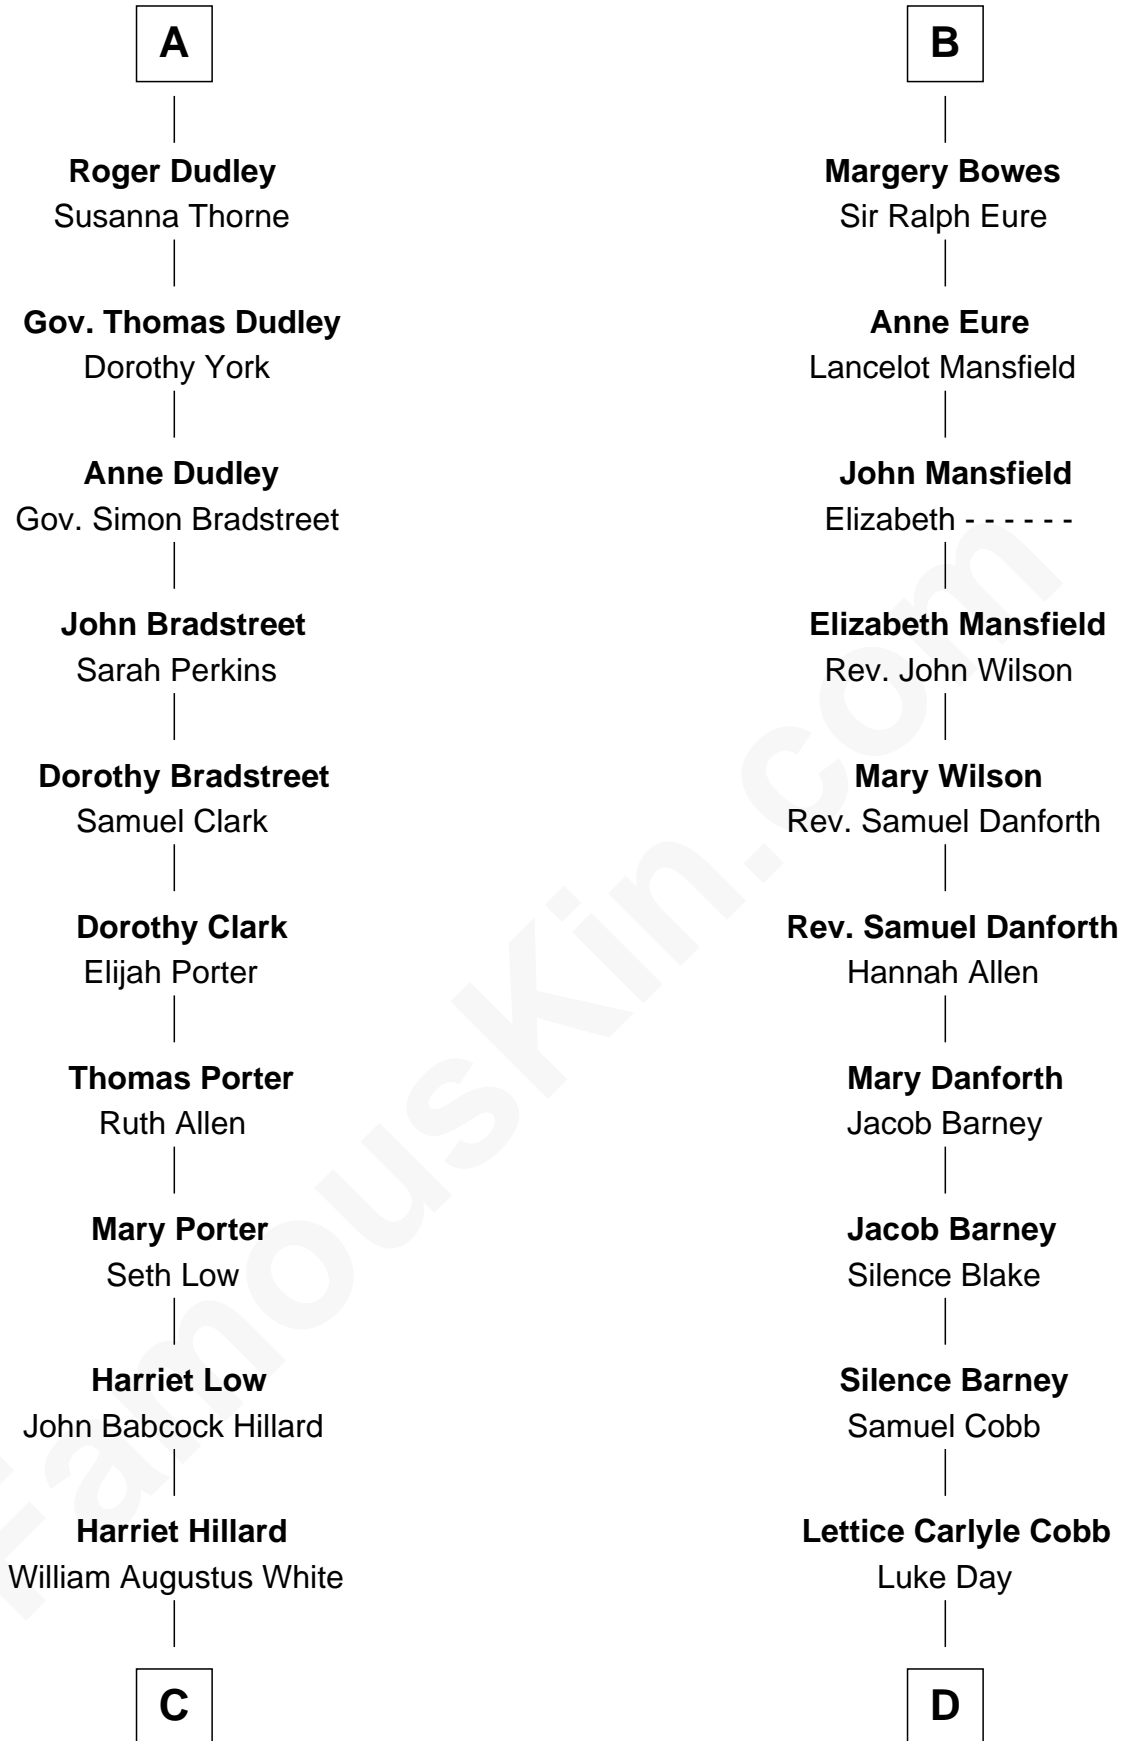 A
Roger Dudley
Susanna Thorne
Gov. Thomas Dudley
Dorothy York
Anne Dudley
Gov. Simon Bradstreet
John Bradstreet
Sarah Perkins
Dorothy Bradstreet
Samuel Clark
Dorothy Clark
Elijah Porter
Thomas Porter
Ruth Allen
Mary Porter
Seth Low
Harriet Low
John Babcock Hillard
Harriet Hillard
William Augustus White
C
B
Margery Bowes
Sir Ralph Eure
Anne Eure
Lancelot Mansfield
John Mansfield
Elizabeth - - - - - -
Elizabeth Mansfield
Rev. John Wilson
Mary Wilson
Rev. Samuel Danforth
Rev. Samuel Danforth
Hannah Allen
Mary Danforth
Jacob Barney
Jacob Barney
Silence Blake
Silence Barney
Samuel Cobb
Lettice Carlyle Cobb
Luke Day
D
FamousKin.com